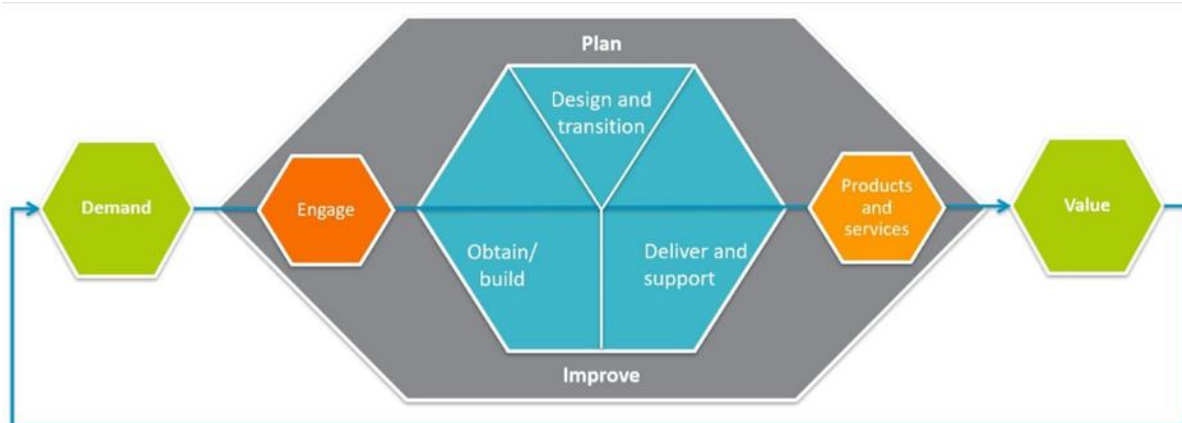 Plan
Design and
transition
Demand
Engage
Products
and
services
Value
Obtain/
build
Deliver and
support
Improve